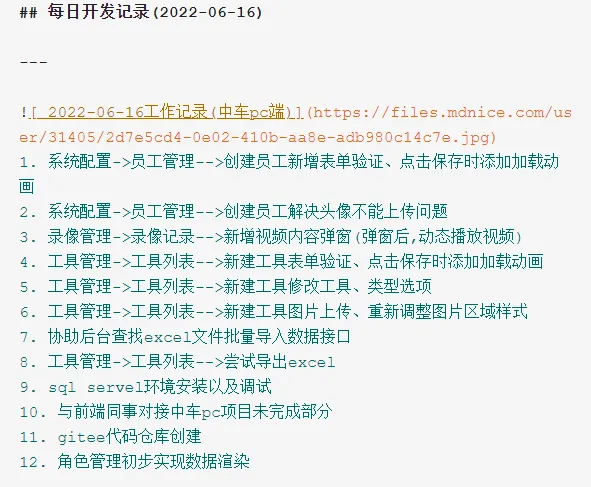 ## 每日开发记录(2022-06-16)
---
![ 2022-06-16工作记录(中车pc端)](https://files.mdnice.com/us
er/31405/2d7e5cd4-0e02-410b-aa8e-adb980c14c7e.jpg)
1. 系统配置->员工管理-->创建员工新增表单验证、点击保存时添加加载动
画
2. 系统配置->员工管理-->创建员工解决头像不能上传问题
3. 录像管理->录像记录-->新增视频内容弹窗(弹窗后,动态播放视频)
4. 工具管理->工具列表-->新建工具表单验证、点击保存时添加加载动画
5. 工具管理->工具列表-->新建工具修改工具、类型选项
6. 工具管理->工具列表-->新建工具图片上传、重新调整图片区域样式
7. 协助后台查找excel文件批量导入数据接口
8. 工具管理->工具列表-->尝试导出excel
9. sql servel环境安装以及调试
10. 与前端同事对接中车pc项目未完成部分
11. gitee代码仓库创建
12. 角色管理初步实现数据渲染